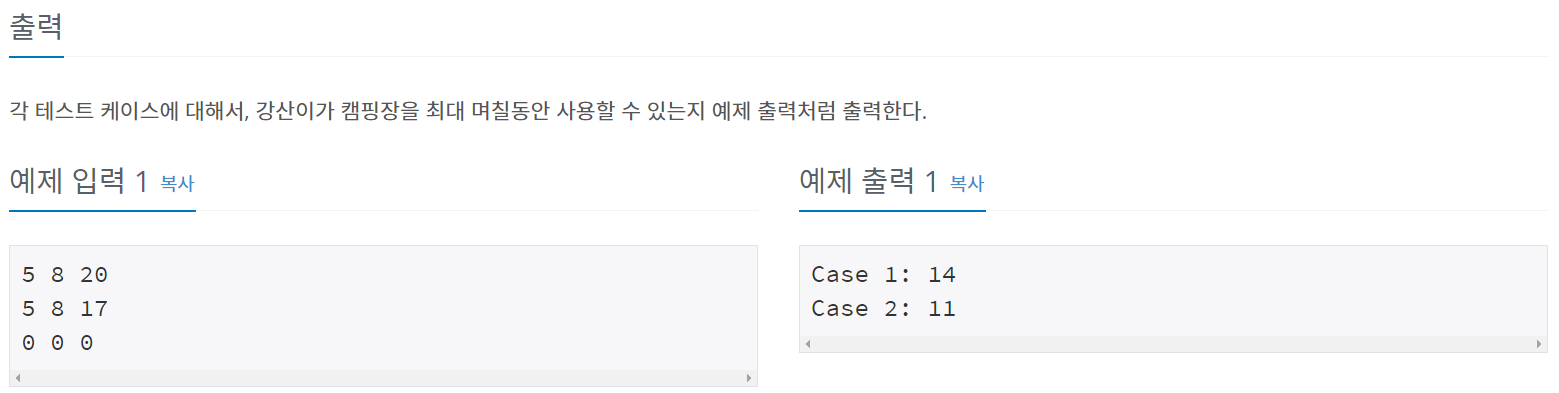 출력
각 테스트 케이스에 대해서, 강산이가 캠핑장을 최대 며칠동안 사용할 수 있는지 예제 출력처럼 출력한다.
예제 입력 1 복사
5 8 20
5 8 17
0 0 0
예제 출력 1 복사
Case 1: 14
Case 2: 11